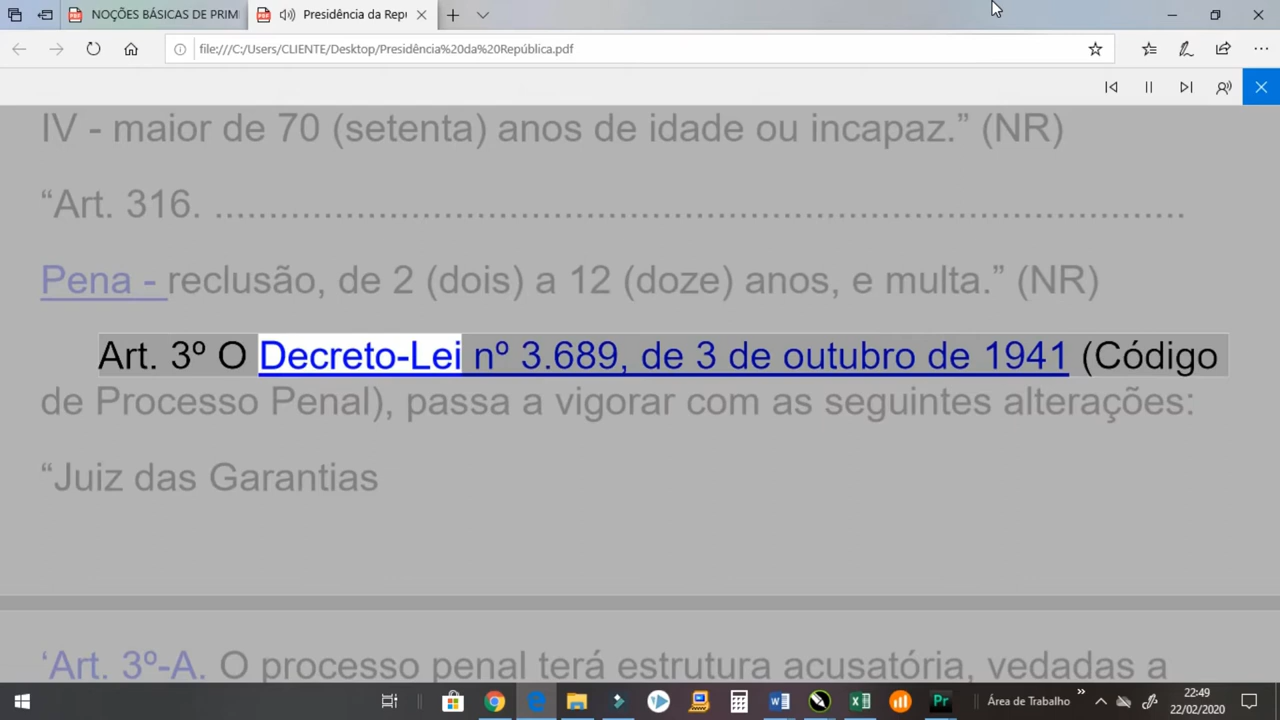 NOÇÕES BÁSICAS DE PRIM
Presidência da Repú
file:///C:/Users/CLIENTE/Desktop/Presidência%20da%20República.pdf
IV - maior de 70 (setenta) anos de idade ou incapaz.” (NR)
“Art. 316. ..........................................................................................
Pena - reclusão, de 2 (dois) a 12 (doze) anos, e multa.” (NR)
Art. 3º O Decreto-Lei nº 3.689, de 3 de outubro de 1941 (Código
de Processo Penal), passa a vigorar com as seguintes alterações:
“Juiz das Garantias
‘Art. 3º-A. O processo penal terá estrutura acusatória, vedadas a
Pr
Área de Trabalho
22:49
22/02/2020